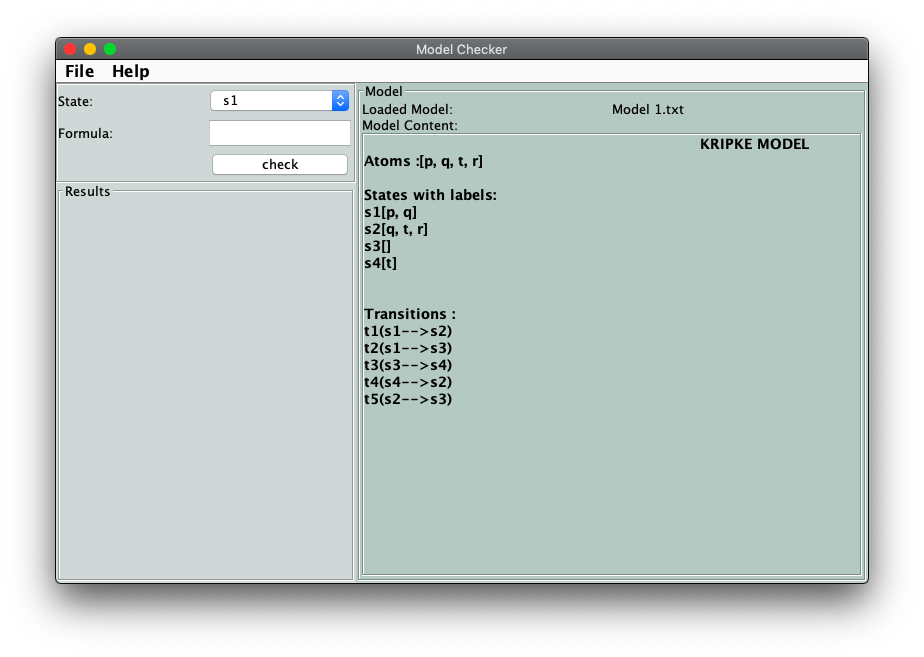 Model Checker
File Help
State: s1
Formula:
check
Results
Model
Loaded Model: Model 1.txt
Model Content:
KRIPKE MODEL
Atoms :[p, q, t, r]
States with labels:
s1[p, q]
s2[q, t, r]
s3[]
s4[t]
Transitions :
t1(s1-->s2)
t2(s1-->s3)
t3(s3-->s4)
t4(s4-->s2)
t5(s2-->s3)